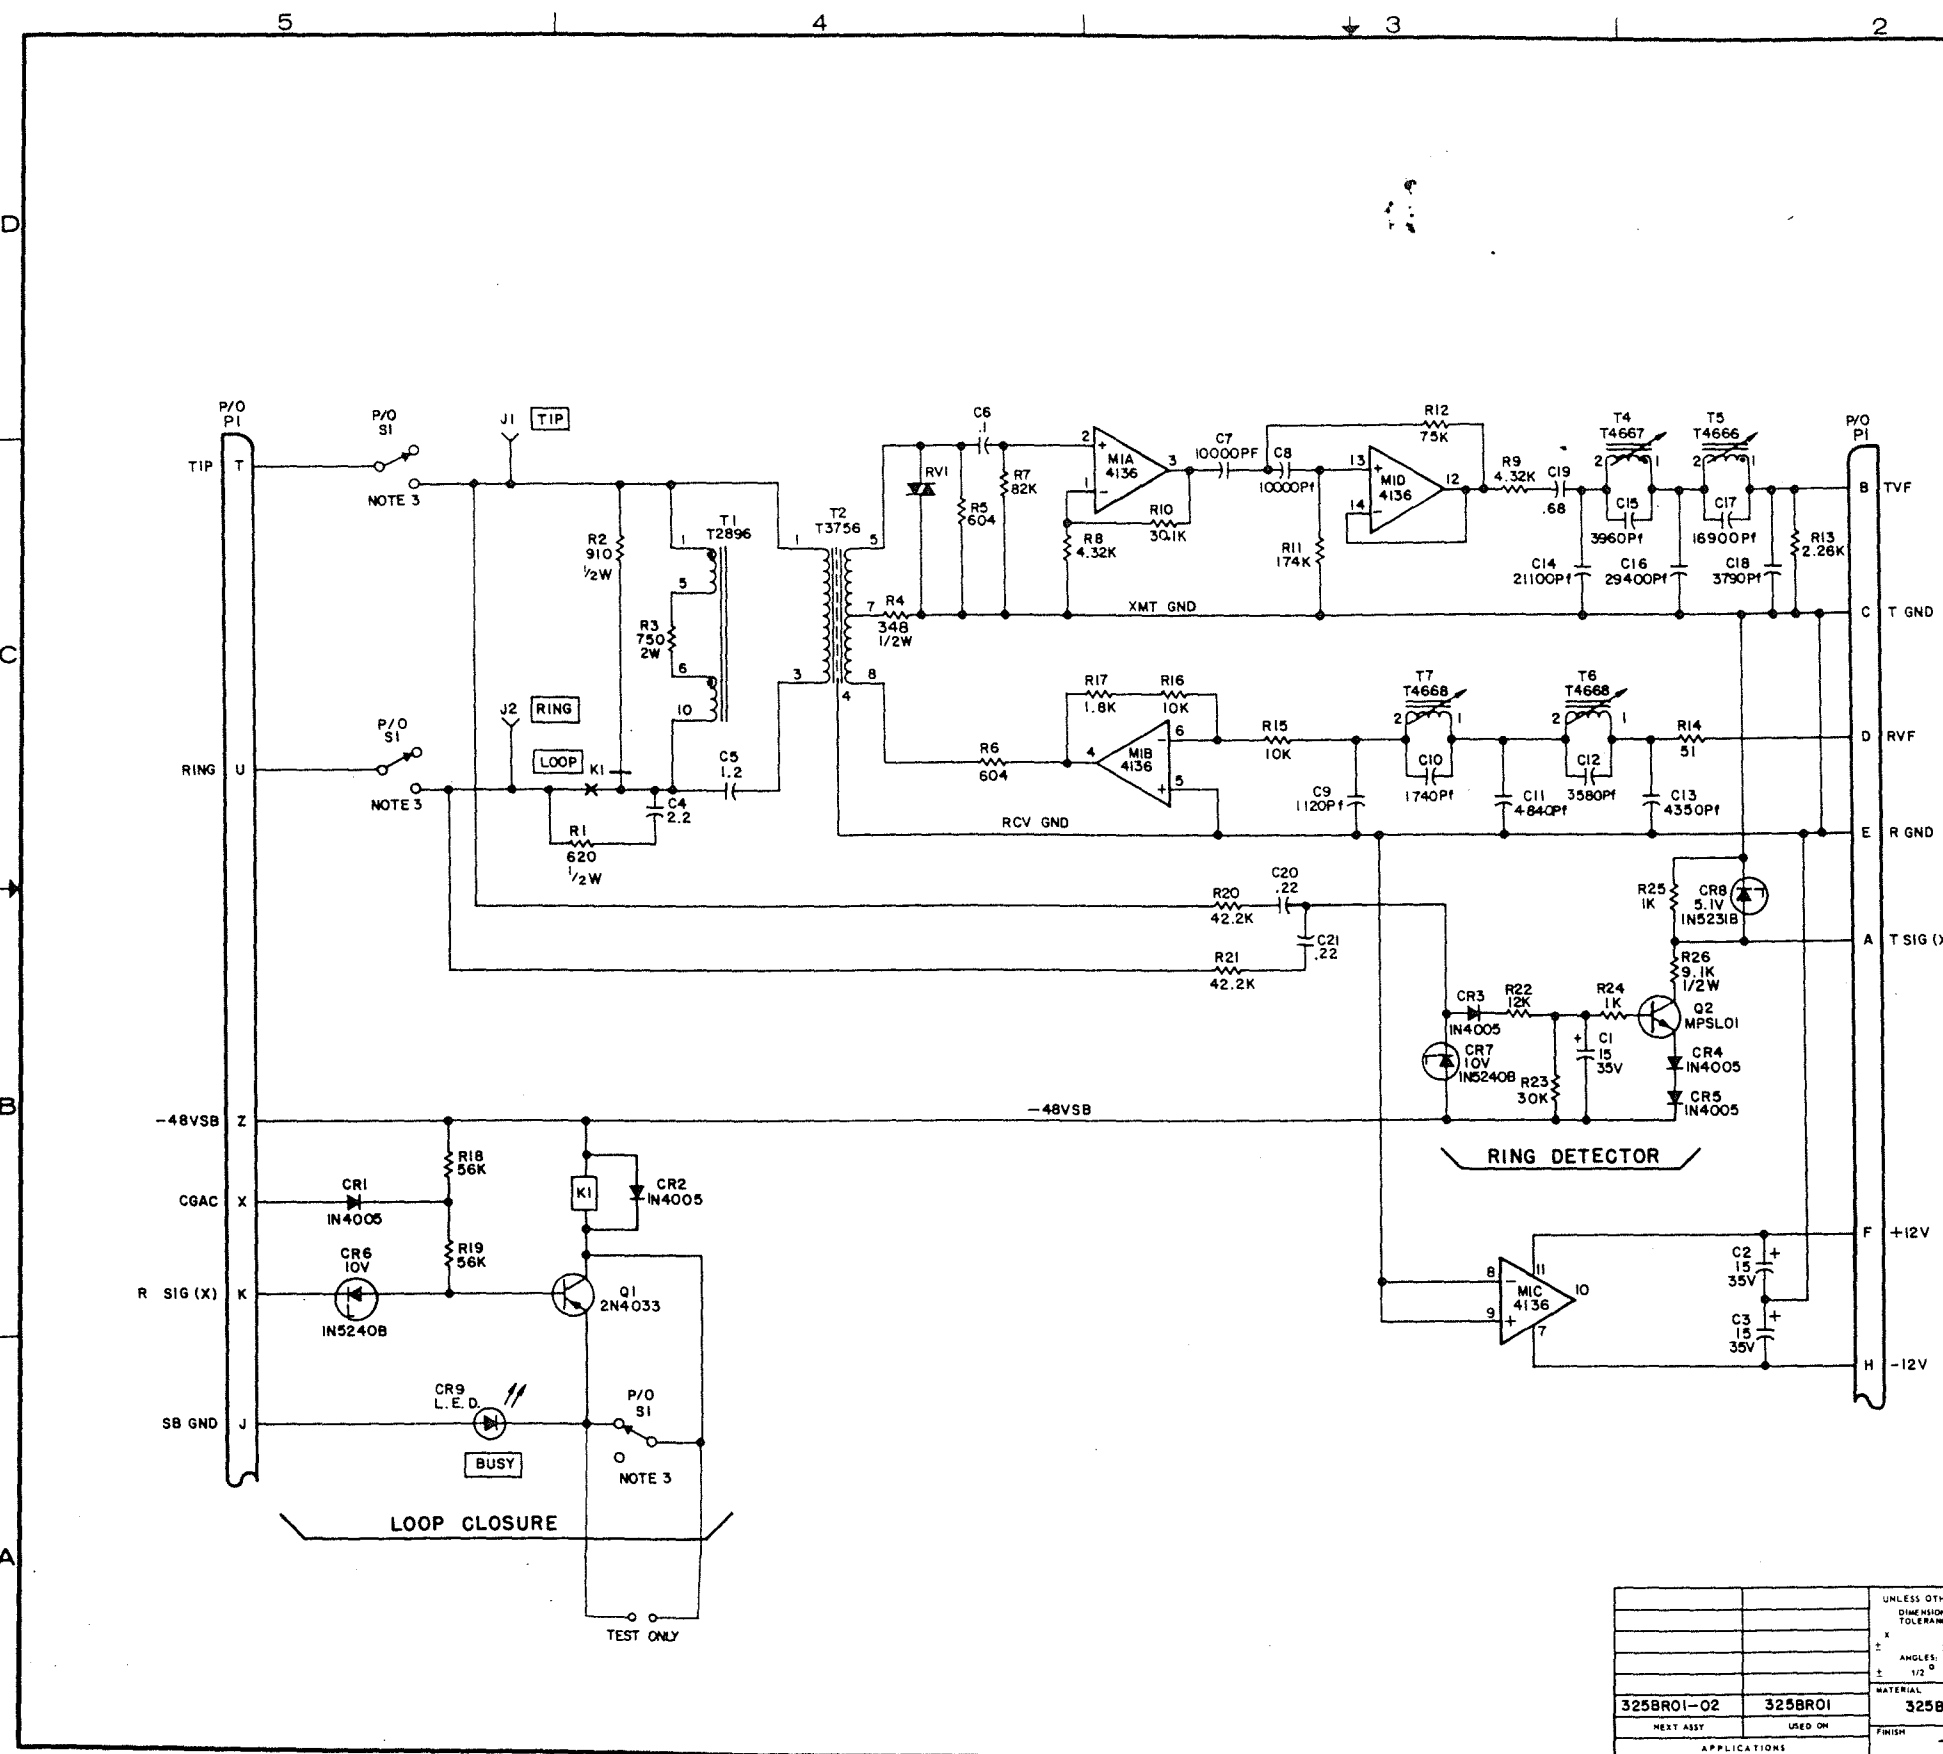 5 4 3 2
D
C
B
A
P/O
P1
P/O
S1
NOTE 3
J1
TIP
TIP T
R2
910
1/2W
T1
T2896
1
5
R3
750
2W
6
10
T2
T3756
1
3
4
5
7
8
R4
348
1/2W
RV1
R5
604
C6
.1
R7
82K
2
+
M1A
4136
3
1
−
R8
4.32K
R10
30.1K
C7
10000PF
C8
10000Pf
R11
174K
R12
75K
13
+
M1D
4136
12
14
−
R9
4.32K
C19
.68
C14
21100Pf
T4
T4667
2 1
C15
3960Pf
C16
29400Pf
T5
T4666
2 1
C17
16900Pf
C18
3790Pf
R13
2.26K
P/O
P1
B TVF
XMT GND
C T GND
P/O
S1
NOTE 3
J2
RING
RING U
LOOP
K1
R1
620
1/2W
C4
2.2
C5
1.2
R6
604
R17
1.8K
R16
10K
4
M1B
4136
−
6
+
5
R15
10K
C9
1120Pf
T7
T4668
2 1
C10
1740Pf
C11
4840Pf
T6
T4668
2 1
C12
3580Pf
C13
4350Pf
R14
51
D RVF
RCV GND
E R GND
R20
42.2K
C20
.22
C21
.22
R21
42.2K
R25
1K
CR8
5.1V
1N5231B
A T SIG (X
R26
9.1K
1/2W
CR3
1N4005
R22
12K
R24
1K
Q2
MPSL01
CR7
10V
1N5240B
R23
30K
+
C1
15
35V
CR4
1N4005
CR5
1N4005
-48VSB Z
-48VSB
RING DETECTOR
R18
56K
CGAC X
CR1
1N4005
R19
56K
K1
CR2
1N4005
R SIG (X) K
CR6
10V
1N5240B
Q1
2N4033
F +12V
8
−
9
+
M1C
4136
11
10
7
C2
15
35V
+
C3
15
35V
+
H -12V
SB GND J
CR9
L.E.D.
BUSY
P/O
S1
NOTE 3
LOOP CLOSURE
TEST ONLY
UNLESS OTH
DIMENSION
TOLERAN
X
±
ANGLES:
± 1/2°
MATERIAL
325BR01-02 325BR01 325B
NEXT ASSY USED ON FINISH
APPLICATIONS